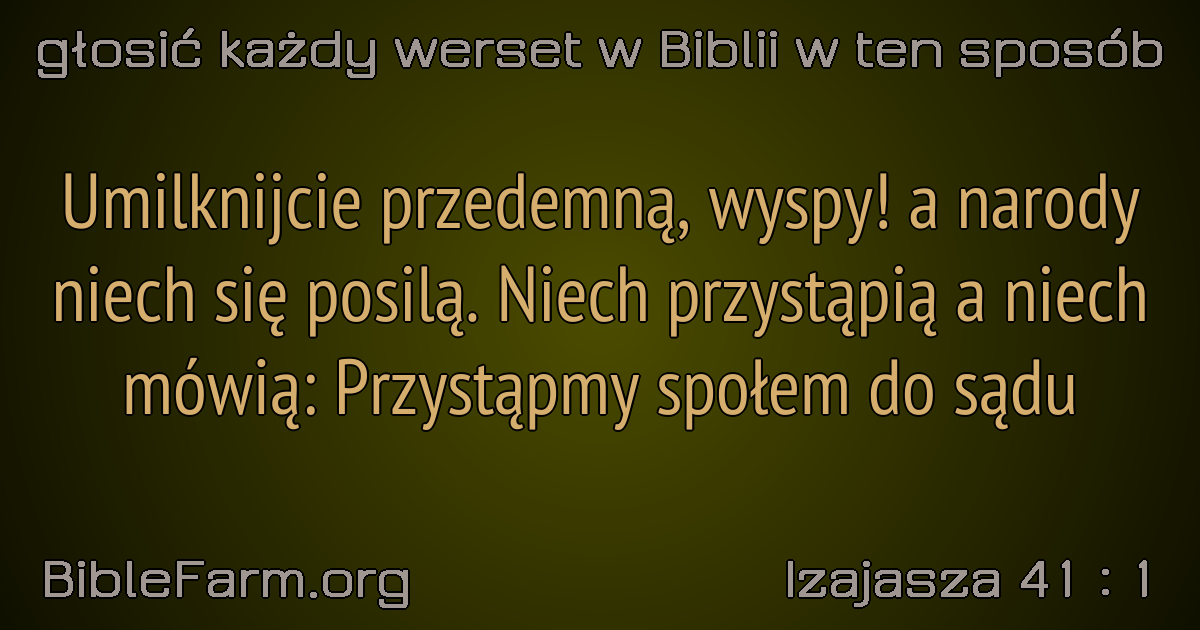 głosić każdy werset w Biblii w ten sposób
Umilknijcie przedemną, wyspy! a narody
niech się posilą. Niech przystąpią a niech
mówią: Przystąpmy społem do sądu
BibleFarm.org
Izajasza 41 : 1